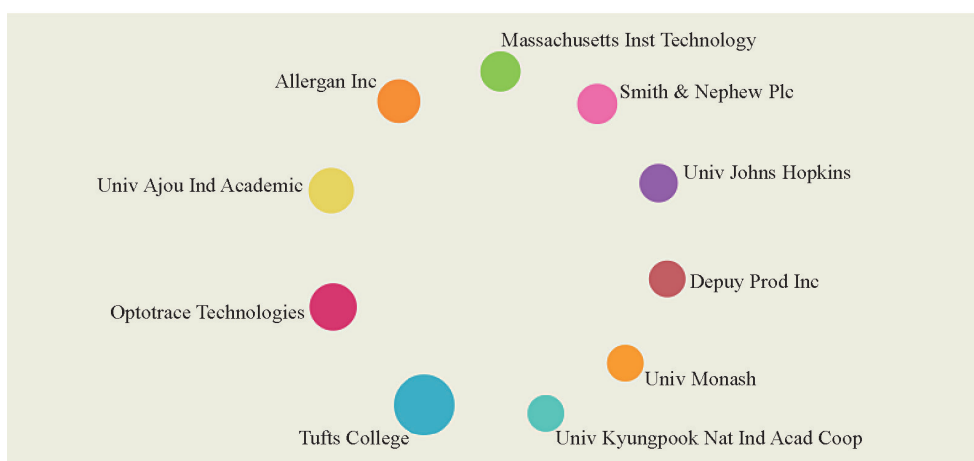 Massachusetts Inst Technology
Allergan Inc
Smith & Nephew Plc
Univ Johns Hopkins
Univ Ajou Ind Academic
Depuy Prod Inc
Optotrace Technologies
Univ Monash
Tufts College
Univ Kyungpook Nat Ind Acad Coop